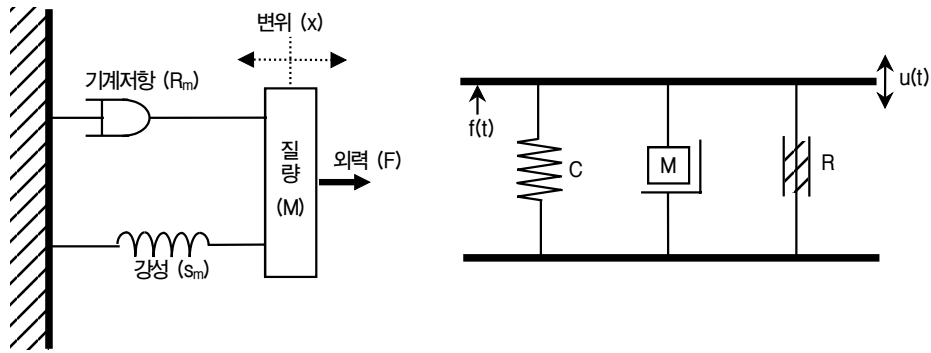 변위 (x)
기계저항 (Rm)
질
량
(M)
외력 (F)
강성 (sm)
u(t)
f(t)
C
M
R